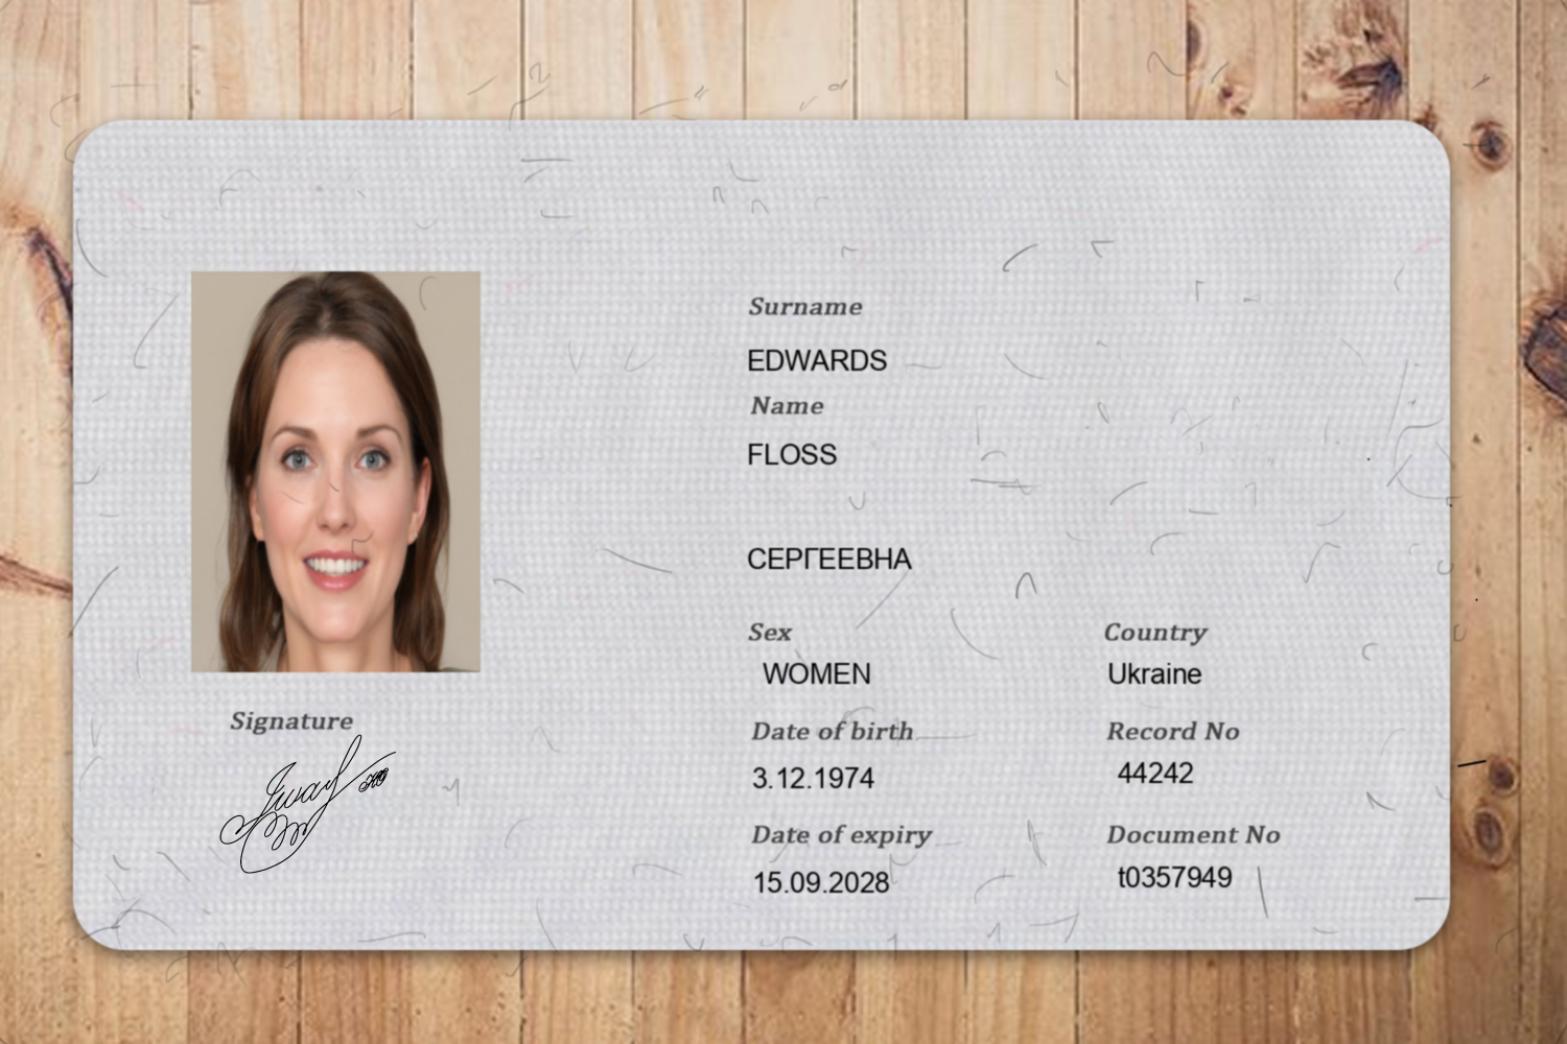 Surname
EDWARDS
Name
FLOSS
СЕРГЕЕВНА
Sex
Country
WOMEN
Ukraine
Date of birth
Record No
3.12.1974
44242
Date of expiry
Document No
15.09.2028
t0357949
Signature